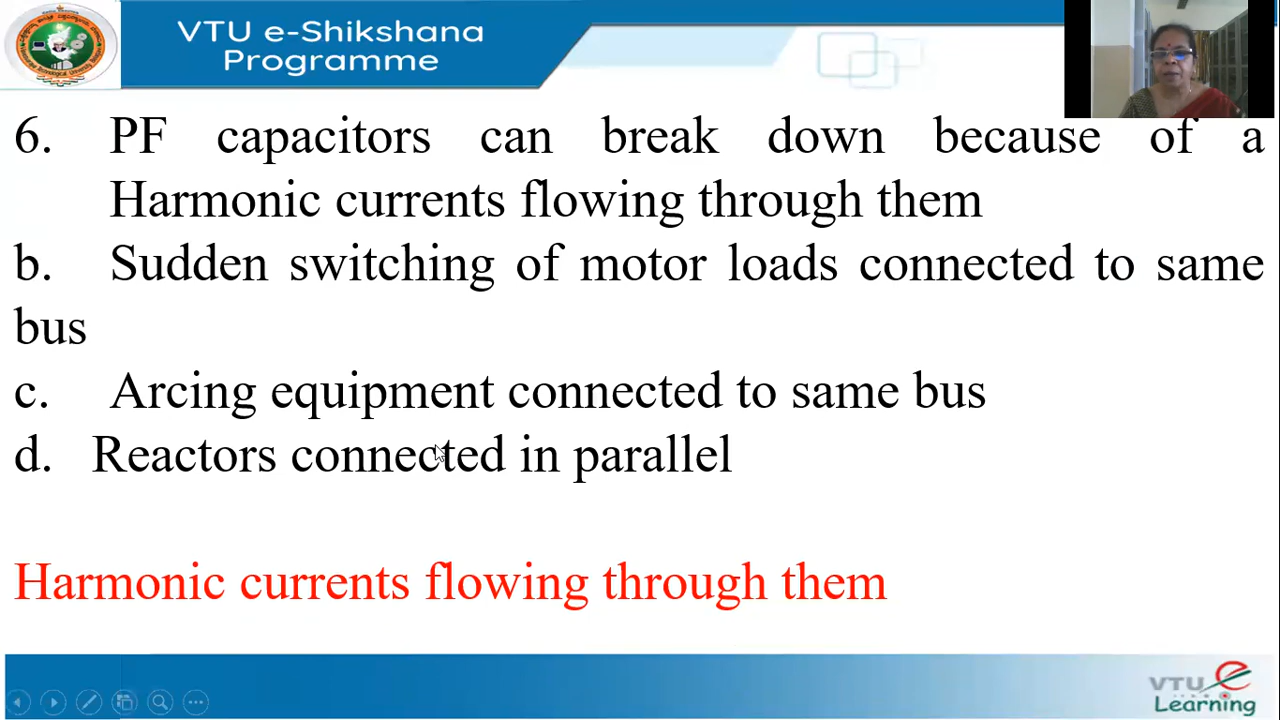 VTU e-Shikshana
Programme
6. PF capacitors can break down because of a
Harmonic currents flowing through them
b. Sudden switching of motor loads connected to same
bus
c. Arcing equipment connected to same bus
d. Reactors connected in parallel
Harmonic currents flowing through them
VTU e
Learning